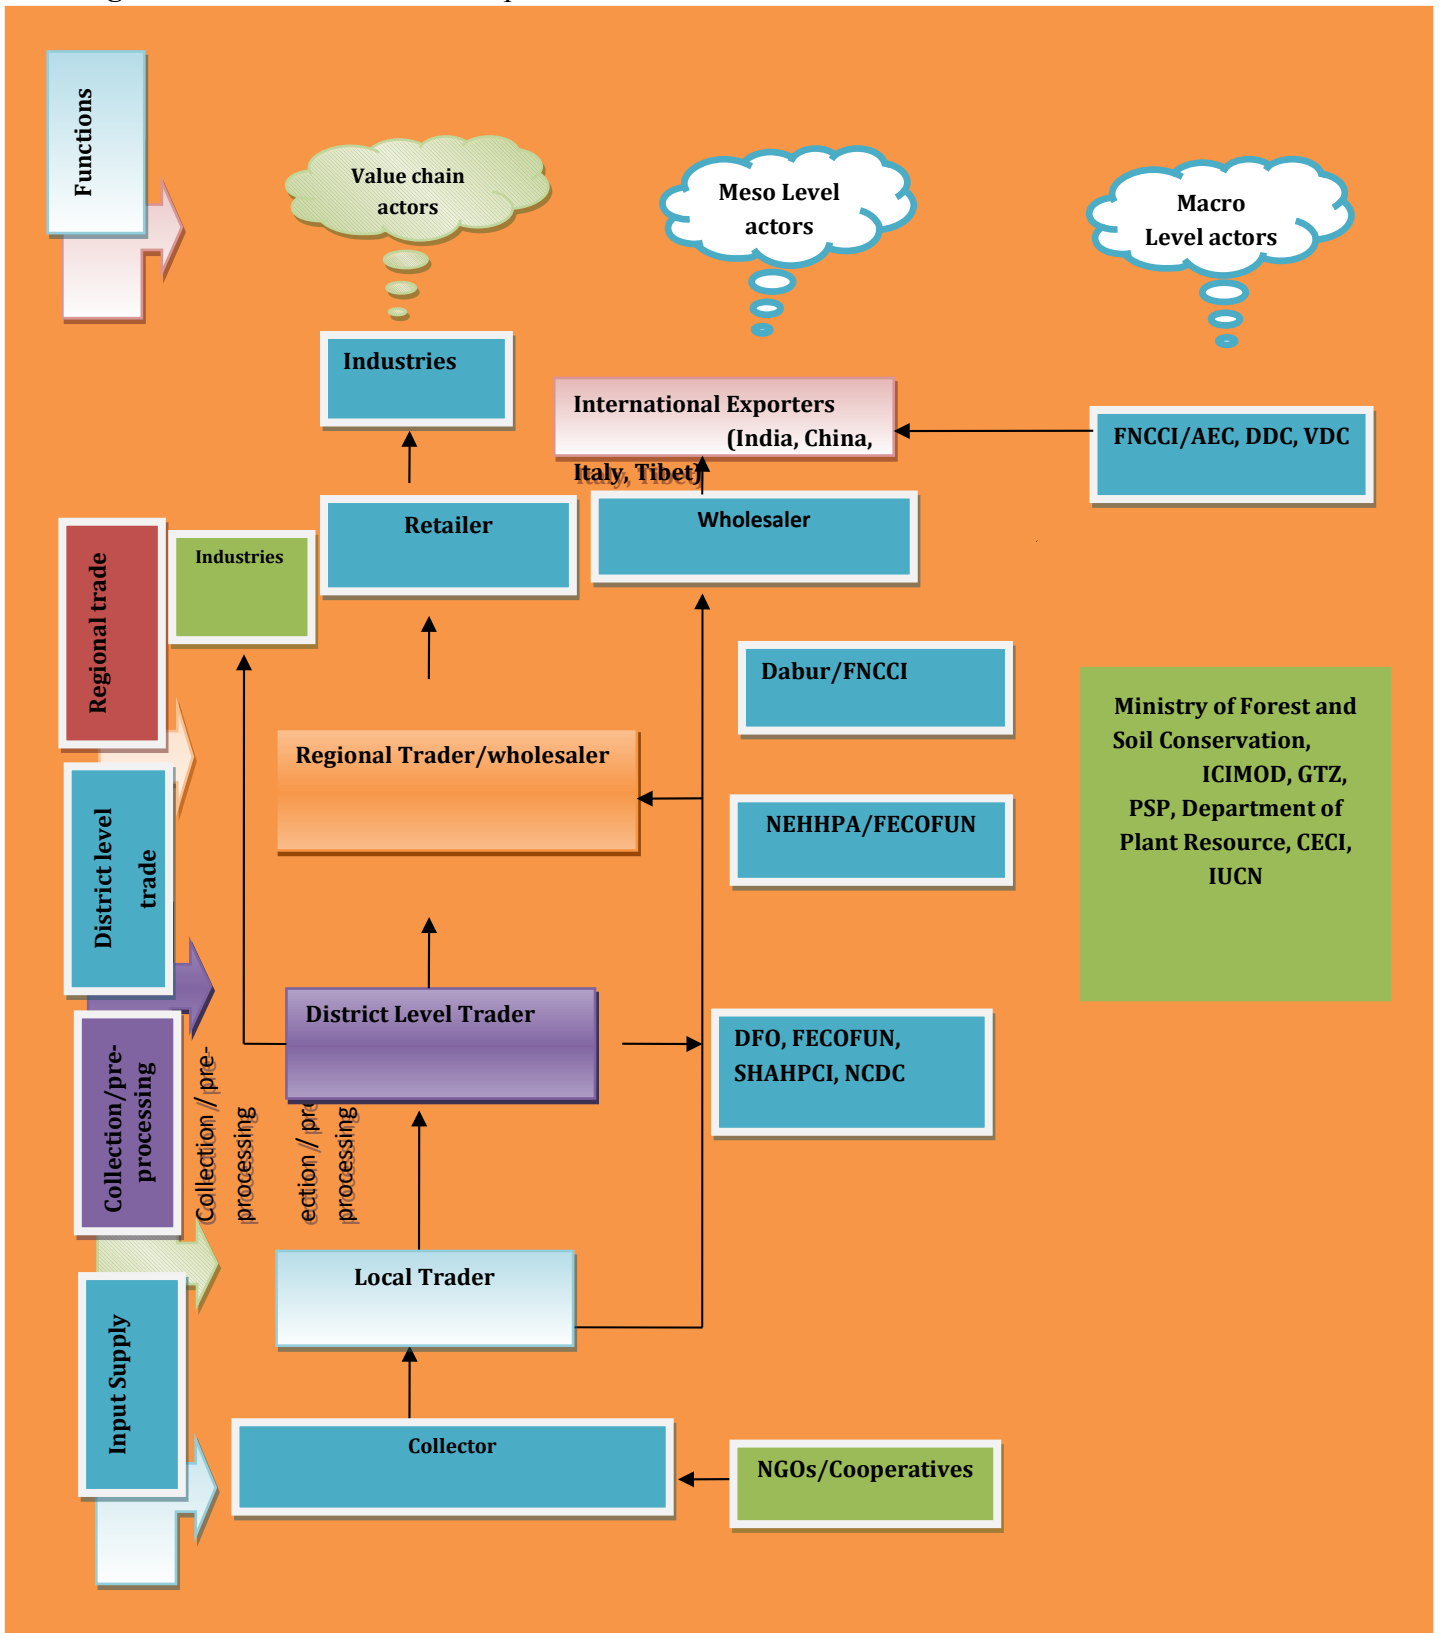 Functions
Value chain
actors
Meso Level
actors
Macro
Level actors
Industries
International Exporters
(India, China,
Italy, Tibet)
FNCCI/AEC, DDC, VDC
Retailer
Wholesaler
Regional trade
Industries
Dabur/FNCCI
Ministry of Forest and
Soil Conservation,
ICIMOD, GTZ,
PSP, Department of
Plant Resource, CECI,
IUCN
Regional Trader/wholesaler
District level
trade
NEHHPA/FECOFUN
District Level Trader
DFO, FECOFUN,
SHAHPCI, NCDC
Collection/pre-
processing
Collection / pre-
processing
ection / pre
processing
Local Trader
Input Supply
Collector
NGOs/Cooperatives